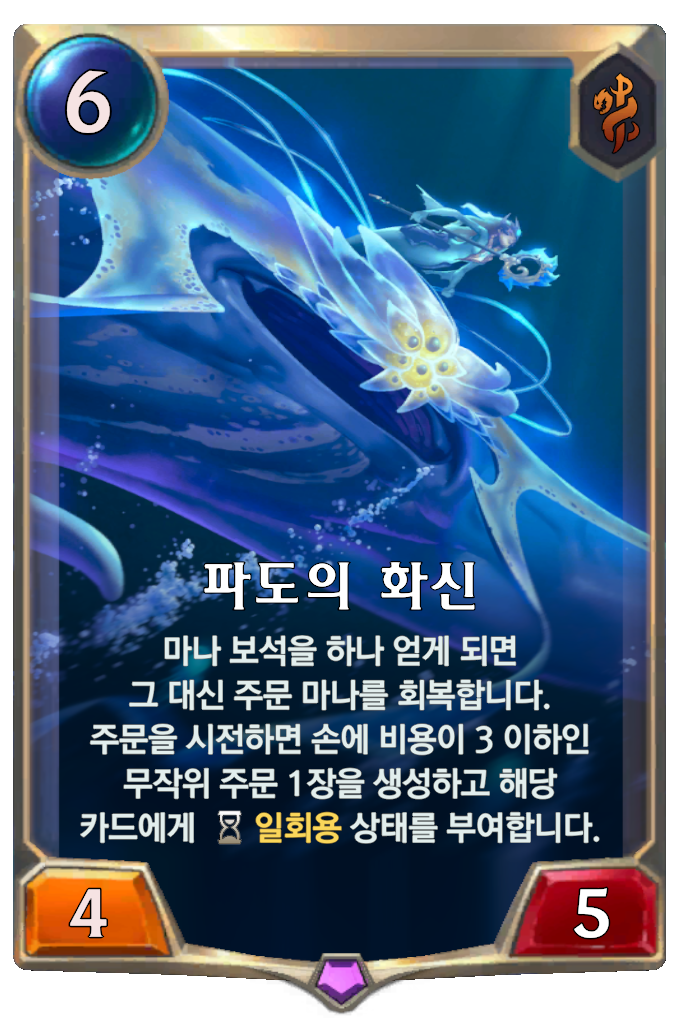 6
파도의 화신
마나 보석을 하나 얻게 되면
그 대신 주문 마나를 회복합니다.
주문을 시전하면 손에 비용이 3 이하인
무작위 주문 1장을 생성하고 해당
카드에게 일회용 상태를 부여합니다.
4
5